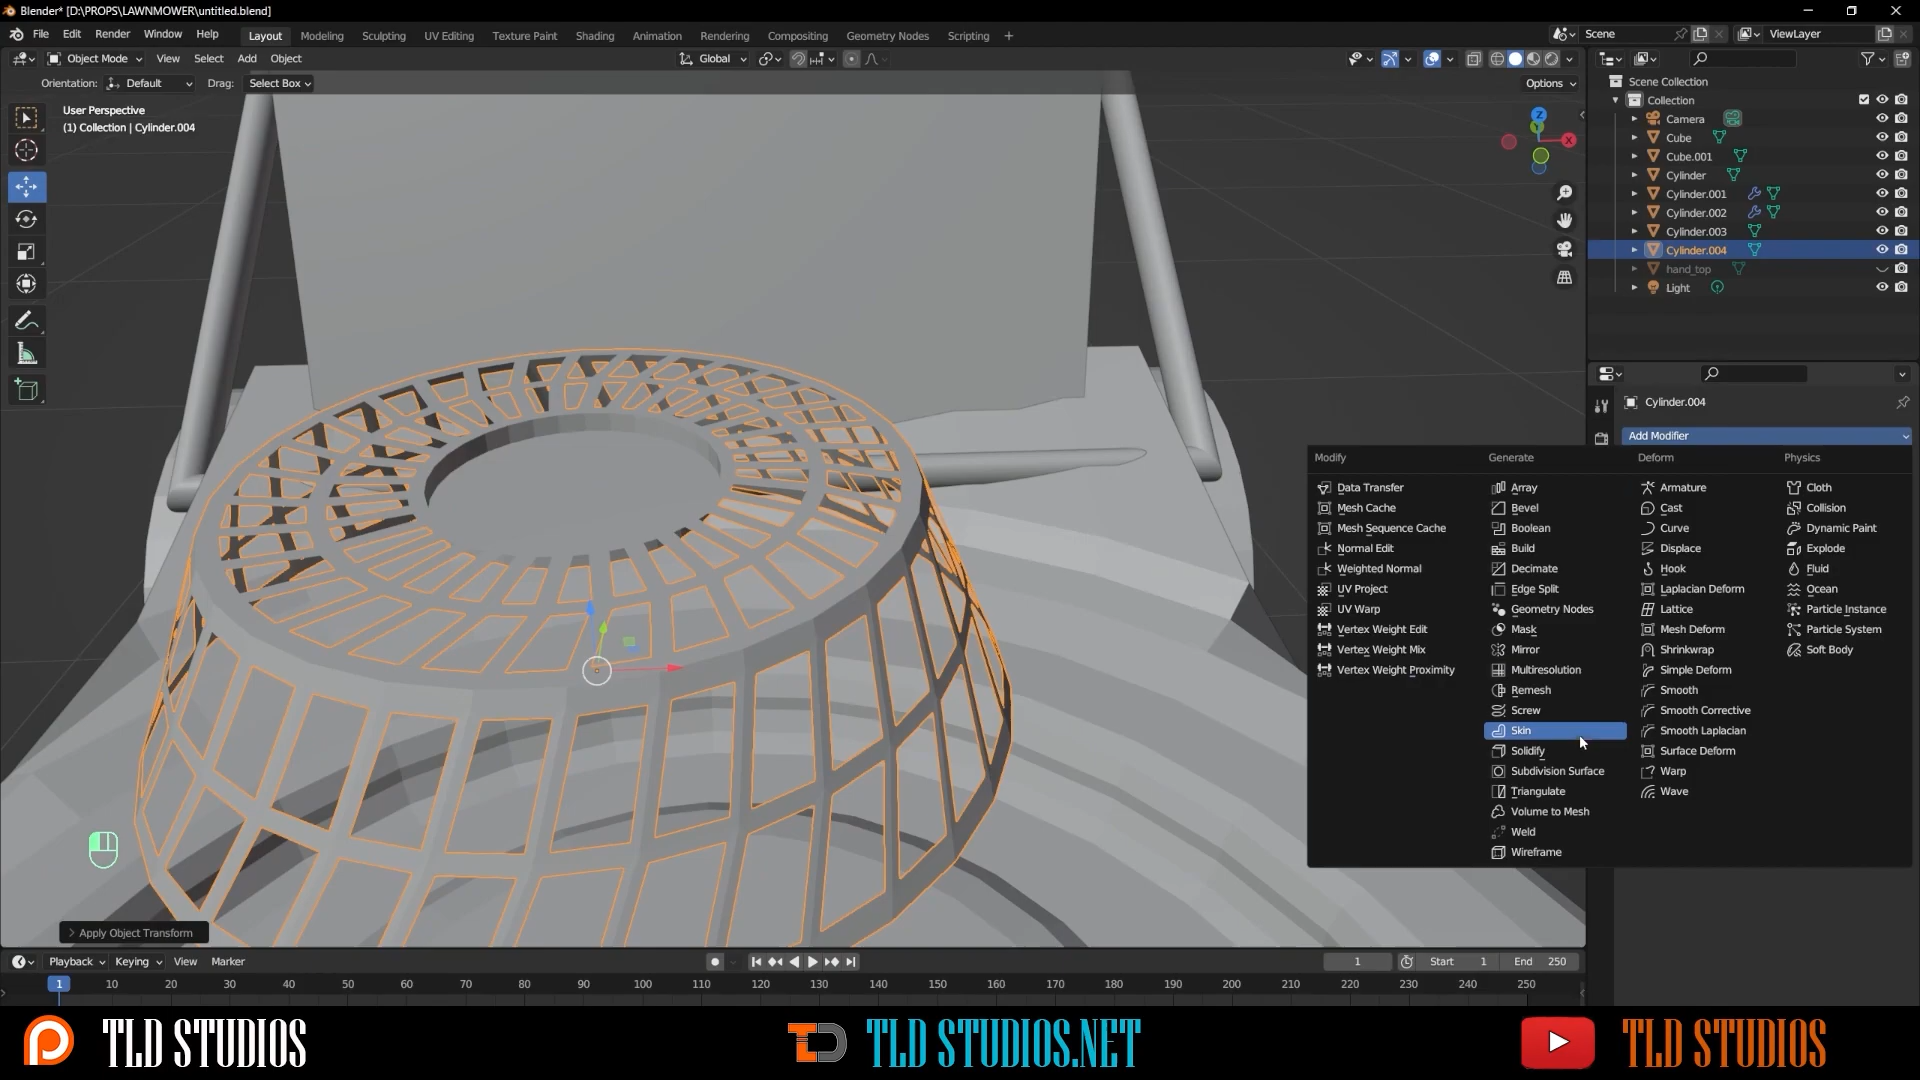 Blender* [D:\PROPS\LAWNMOWER\untitled.blend]
File Edit Render Window Help Layout Modeling Sculpting UV Editing Texture Paint Shading Animation Rendering Compositing Geometry Nodes Scripting + Scene ViewLayer
Object Mode View Select Add Object Global
Orientation: Default Drag: Select Box Options
User Perspective
(1) Collection | Cylinder.004
Z
Y
X
Scene Collection
Collection
Camera
Cube
Cube.001
Cylinder
Cylinder.001
Cylinder.002
Cylinder.003
Cylinder.004
hand_top
Light
Cylinder.004
Add Modifier
Modify Generate Deform Physics
Data Transfer Array Armature Cloth
Mesh Cache Bevel Cast Collision
Mesh Sequence Cache Boolean Curve Dynamic Paint
Normal Edit Build Displace Explode
Weighted Normal Decimate Hook Fluid
UV Project Edge Split Laplacian Deform Ocean
UV Warp Geometry Nodes Lattice Particle Instance
Vertex Weight Edit Mask Mesh Deform Particle System
Vertex Weight Mix Mirror Shrinkwrap Soft Body
Vertex Weight Proximity Multiresolution Simple Deform
Remesh Smooth
Screw Smooth Corrective
Skin Smooth Laplacian
Solidify Surface Deform
Subdivision Surface Warp
Triangulate Wave
Volume to Mesh
Weld
Wireframe
Apply Object Transform
Playback Keying View Marker 1 Start 1 End 250
1 10 20 30 40 50 60 70 80 90 100 110 120 130 140 150 160 170 180 190 200 210 220 230 240 250
TLD STUDIOS TLD STUDIOS.NET TLD STUDIOS